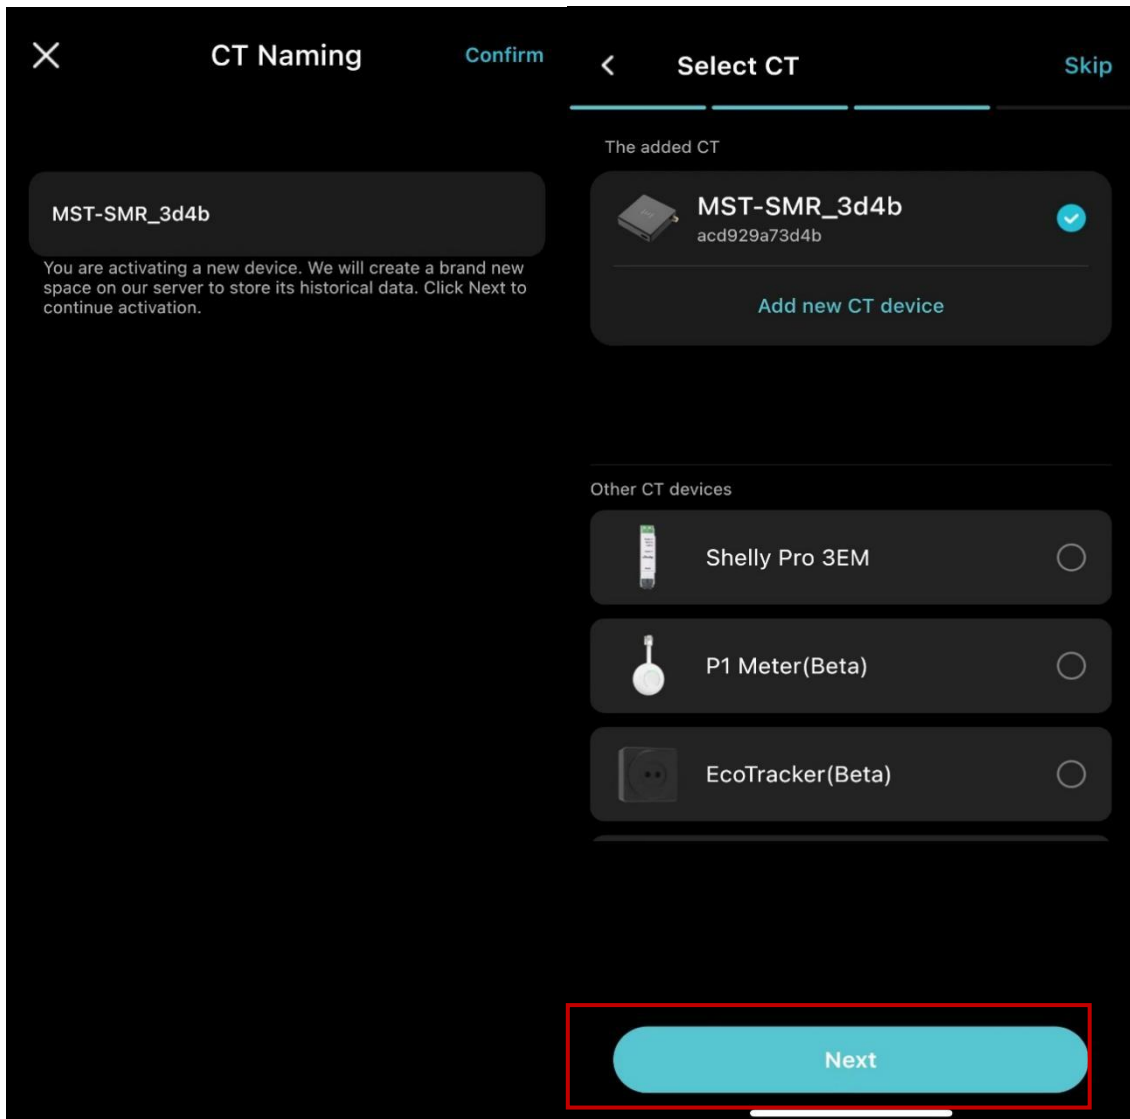 CT Naming
Confirm
MST-SMR_3d4b
You are activating a new device. We will create a brand new
space on our server to store its historical data. Click Next to
continue activation.
Select CT
Skip
The added CT
MST-SMR_3d4b
acd929a73d4b
Add new CT device
Other CT devices
Shelly Pro 3EM
P1 Meter(Beta)
EcoTracker(Beta)
Next